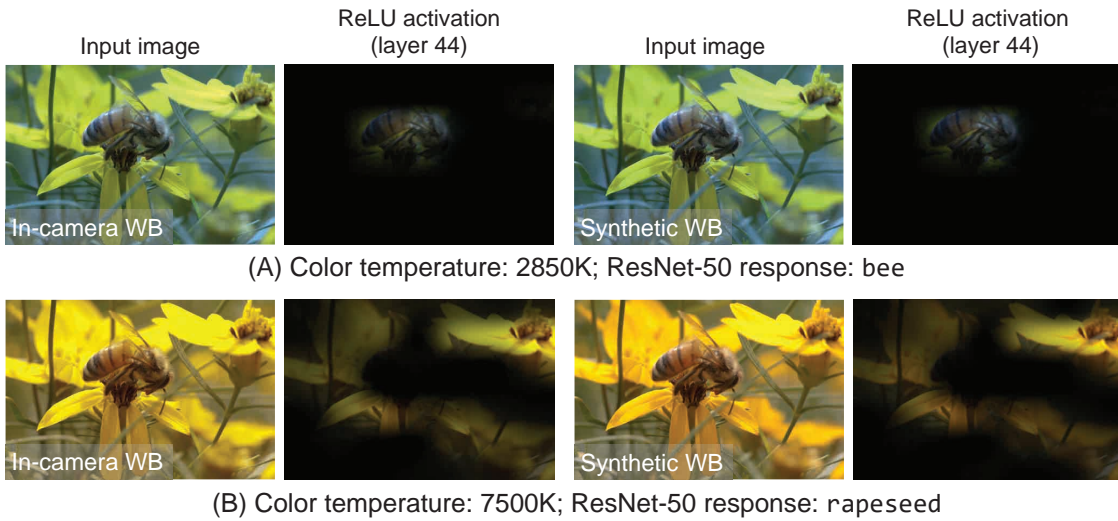 Input image
ReLU activation
(layer 44)
Input image
ReLU activation
(layer 44)
In-camera WB
Synthetic WB
(A) Color temperature: 2850K; ResNet-50 response: bee
In-camera WB
Synthetic WB
(B) Color temperature: 7500K; ResNet-50 response: rapeseed